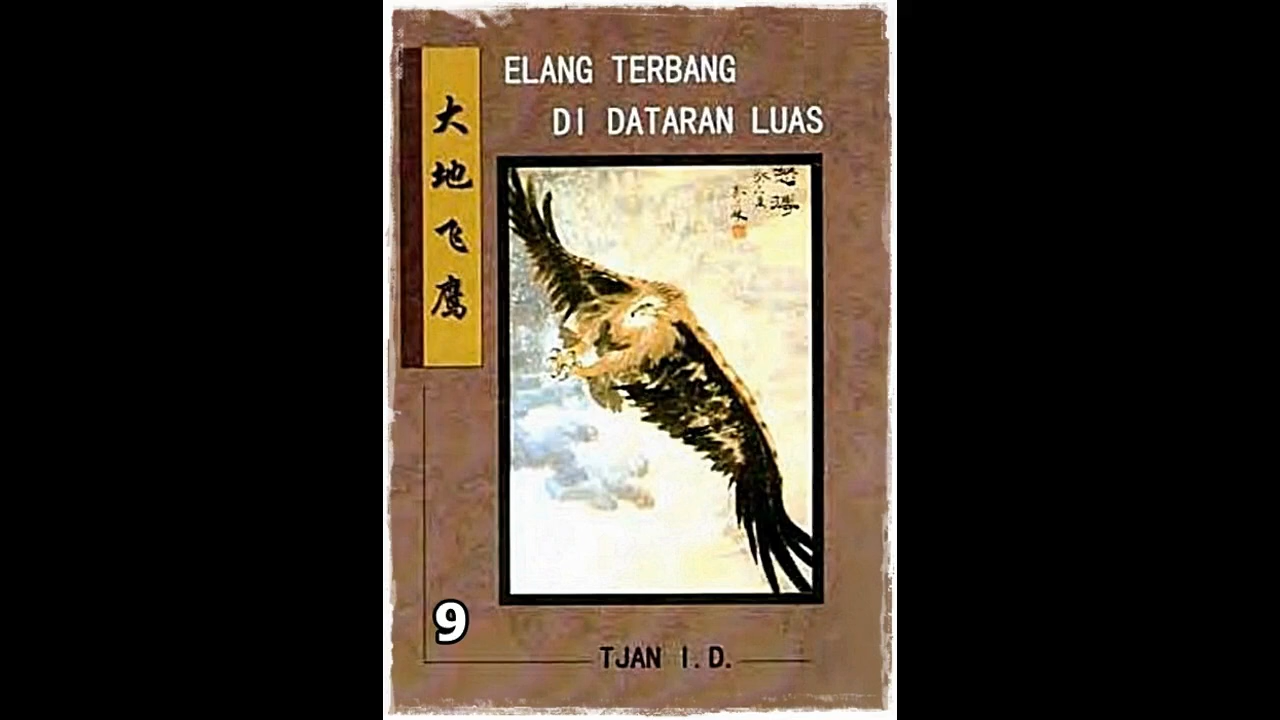 ELANG TERBANG
DI DATARAN LUAS
大地飞鹰
9
TJAN I.D.